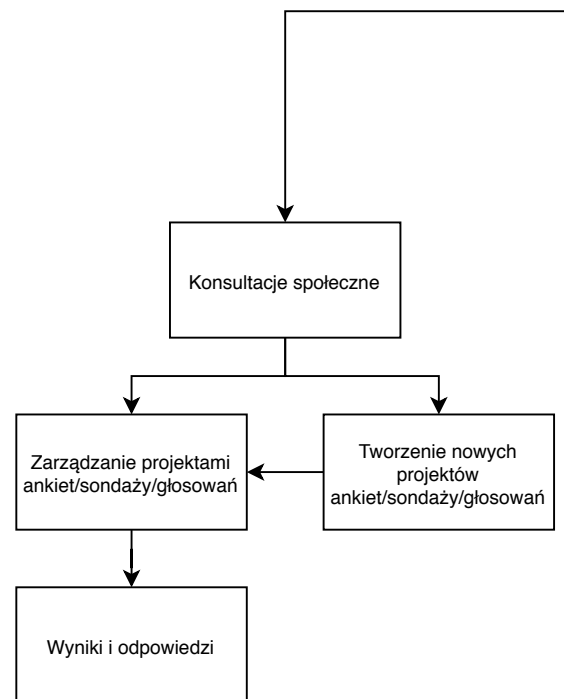 Konsultacje społeczne
Zarządzanie projektami
ankiet/sondaży/głosowań
Tworzenie nowych
projektów
ankiet/sondaży/głosowań
Wyniki i odpowiedzi